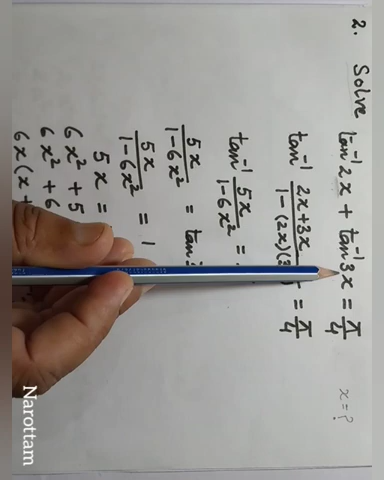 2. Solve tan⁻¹2x + tan⁻¹3x = π/4 x=?
tan⁻¹ 2x+3x/1-(2x)(3 = π/4
tan⁻¹ 5x/1-6x² =
5x/1-6x² = tan
5x/1-6x² = 1
5x =
6x² + 5
6x² + 6
6x(x +
Narottam